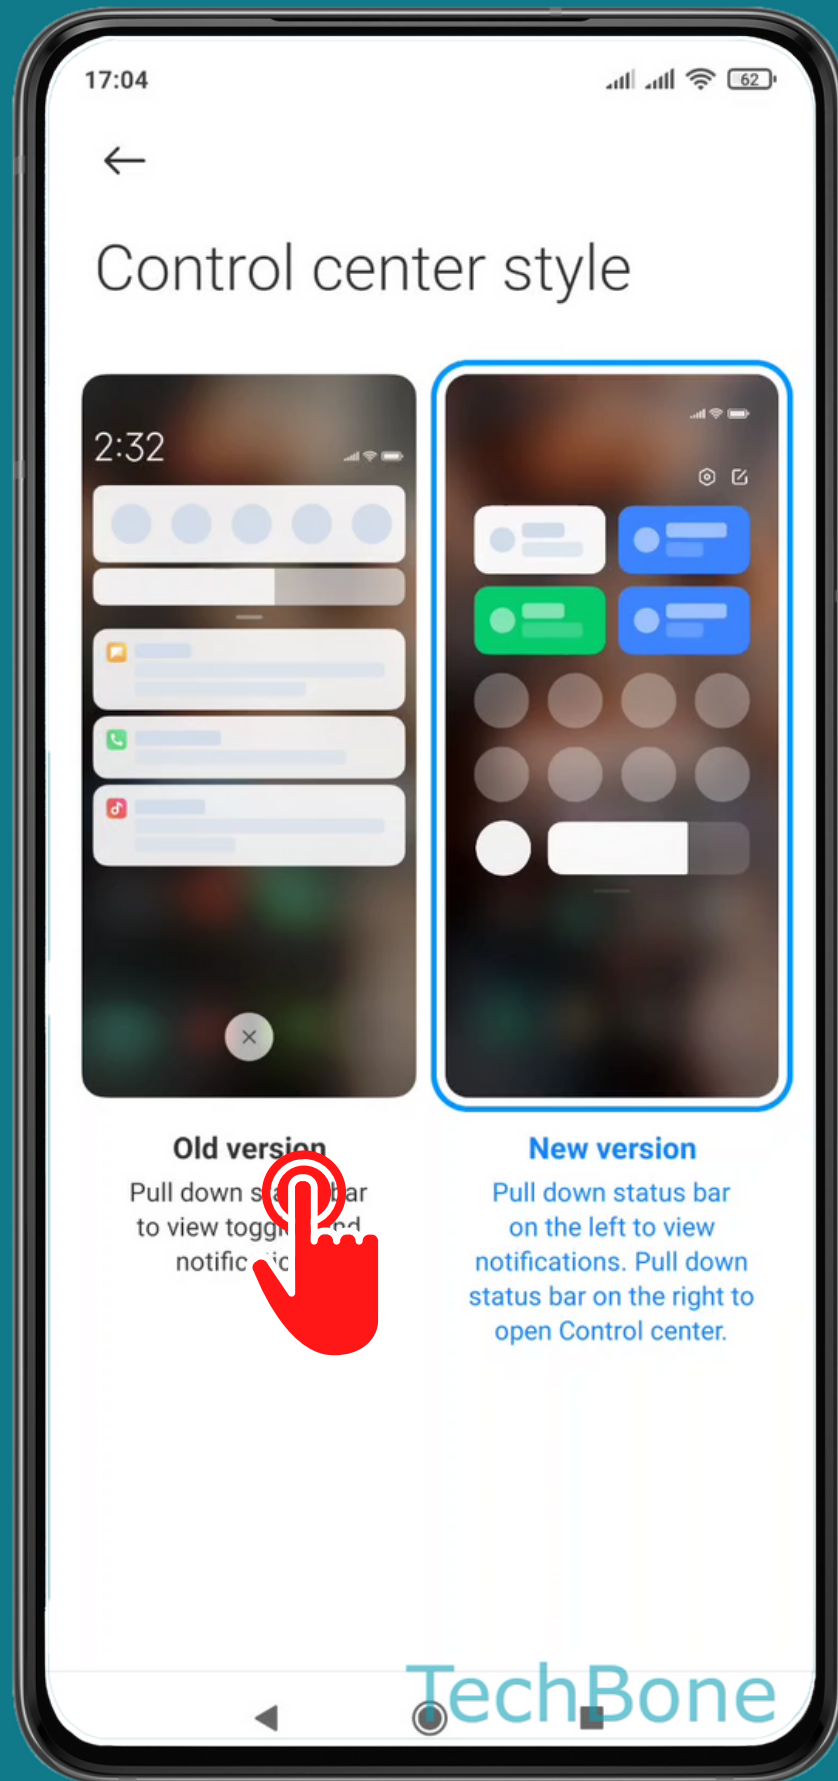 17:04
62
Control center style
2:32
Old version
Pull down bar
to view
New version
Pull down status bar
on the left to view
notifications. Pull down
status bar on the right to
open Control center.
TechBone